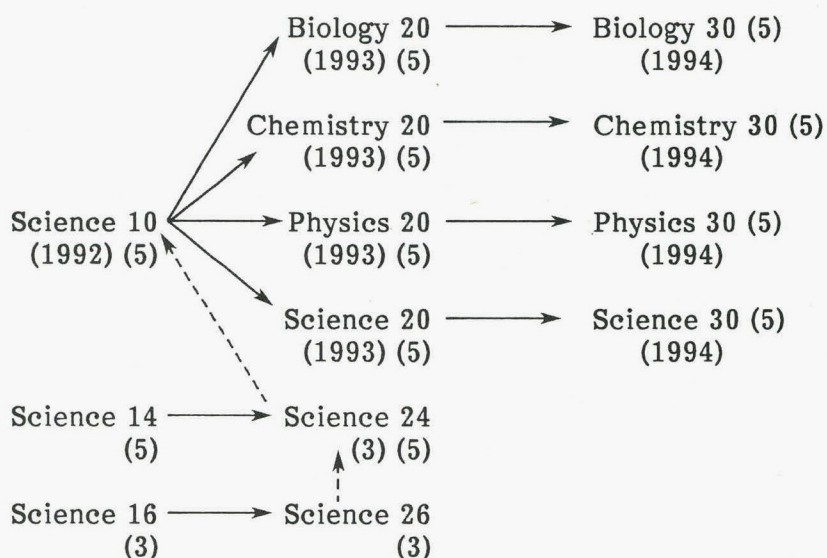 Biology 20
(1993) (5)
Biology 30 (5)
(1994)
Chemistry 20
(1993) (5)
Chemistry 30 (5)
(1994)
Science 10
(1992) (5)
Physics 20
(1993) (5)
Physics 30 (5)
(1994)
Science 20
(1993) (5)
Science 30 (5)
(1994)
Science 14
(5)
Science 24
(3) (5)
Science 16
(3)
Science 26
(3)